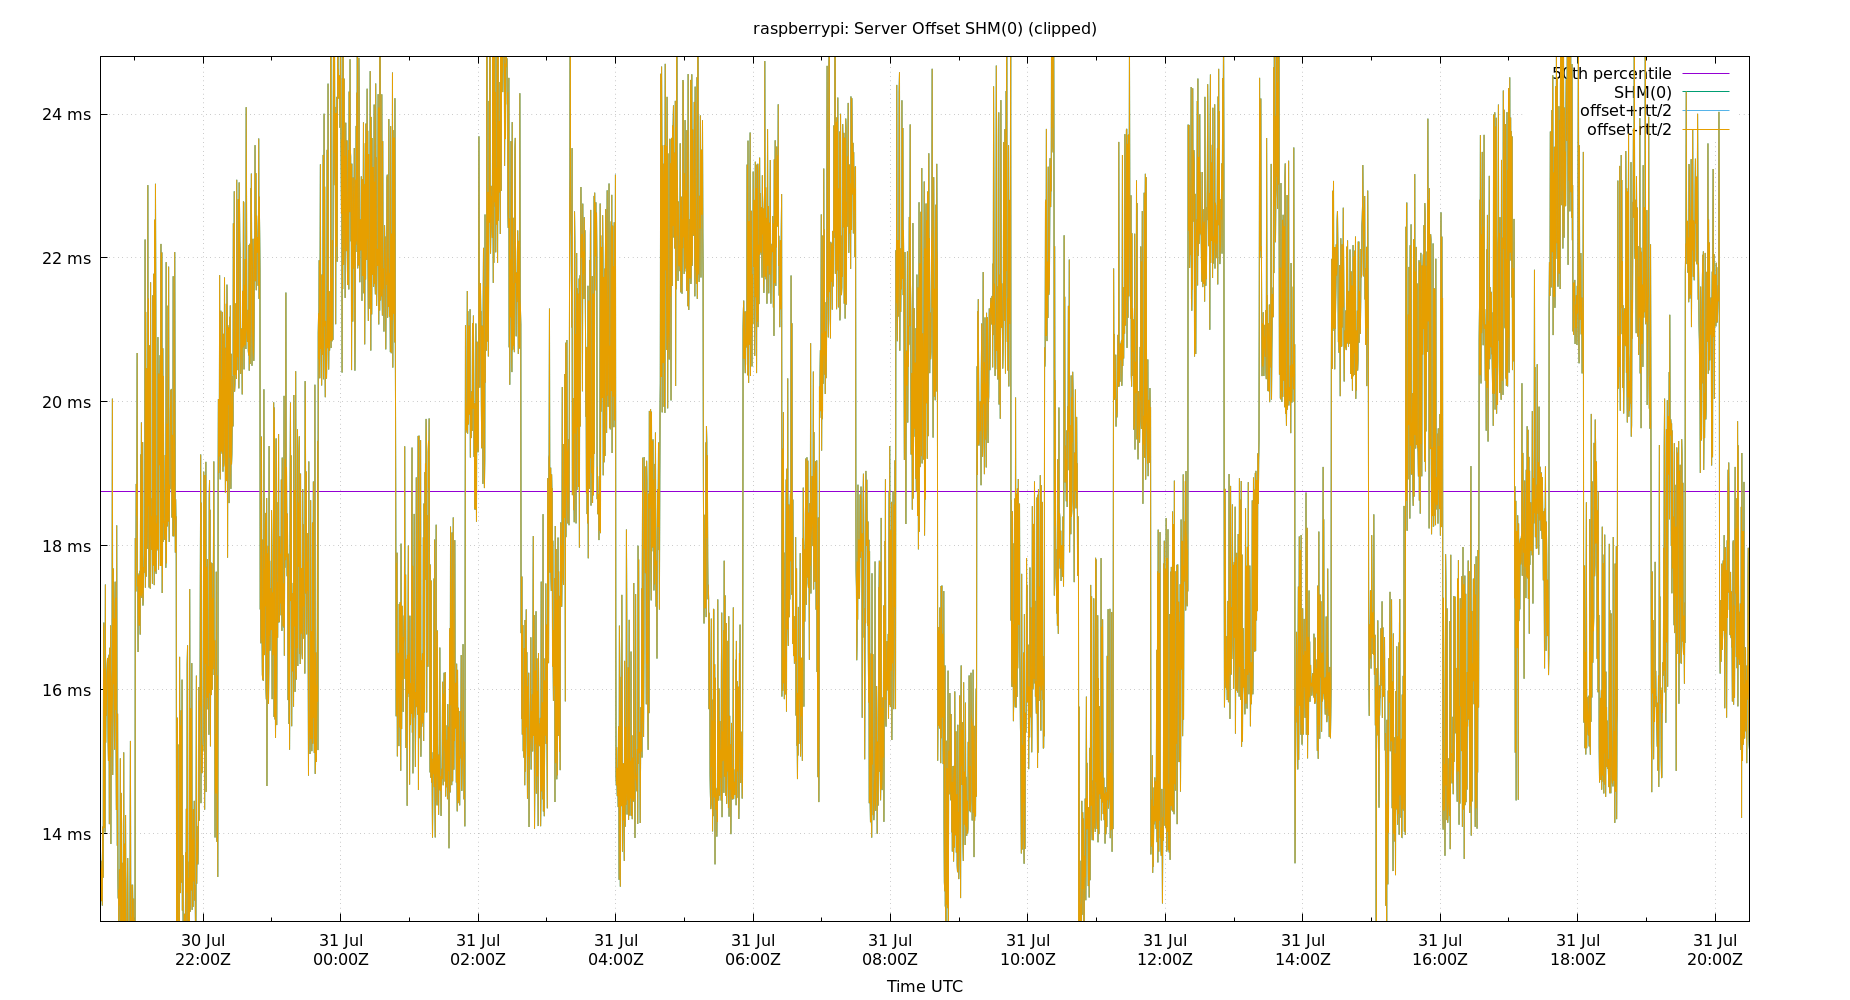 raspberrypi: Server Offset SHM(0) (clipped)
50th percentile
SHM(0)
offset+rtt/2
offset-rtt/2
24 ms
22 ms
20 ms
18 ms
16 ms
14 ms
30 Jul 31 Jul 31 Jul 31 Jul 31 Jul 31 Jul 31 Jul 31 Jul 31 Jul 31 Jul 31 Jul 31 Jul
22:00Z 00:00Z 02:00Z 04:00Z 06:00Z 08:00Z 10:00Z 12:00Z 14:00Z 16:00Z 18:00Z 20:00Z
Time UTC